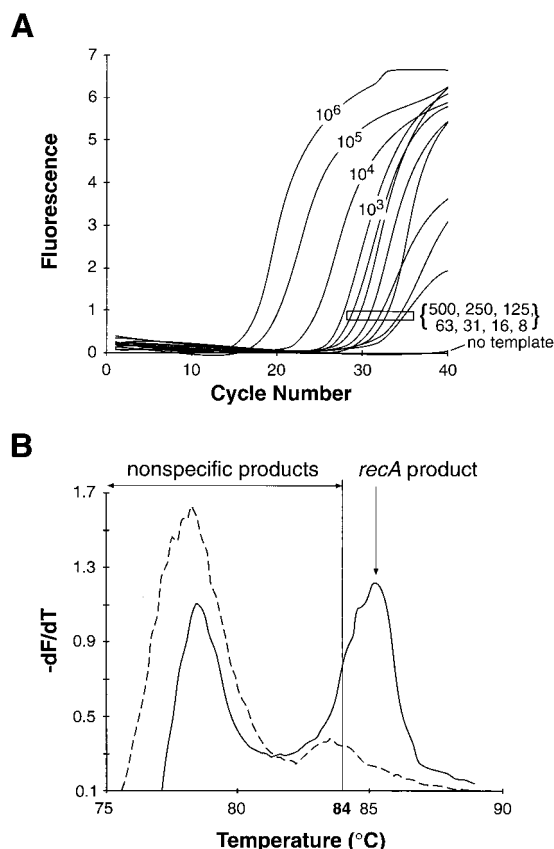 A
7
6
5
4
3
2
1
0
Fluorescence
10^6
10^5
10^4
10^3
{500, 250, 125,
63, 31, 16, 8}
no template
0 10 20 30 40
Cycle Number
B
nonspecific products recA product
1.7
1.3
0.9
0.5
0.1
-dF/dT
75 80 84 85 90
Temperature (°C)